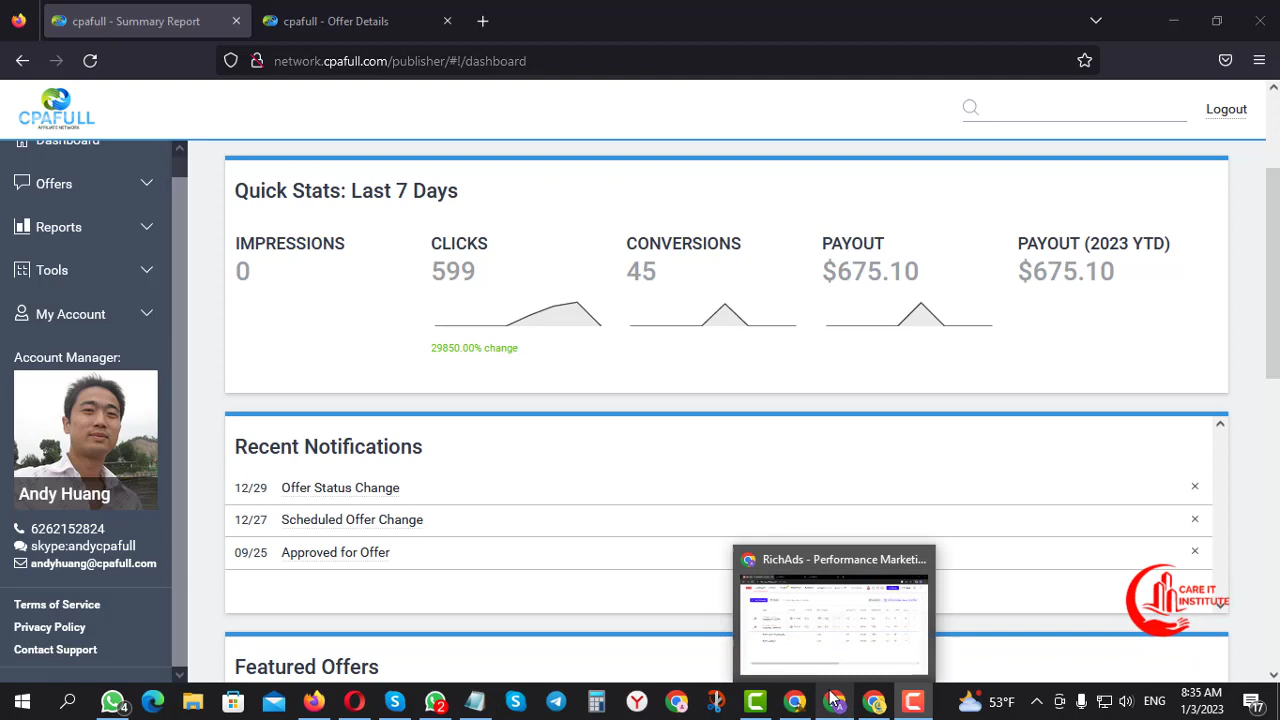 cpafull - Summary Report
cpafull - Offer Details
network.cpafull.com/publisher/#!/dashboard
CPAFULL
AFFILIATE NETWORK
Logout
Dashboard
Offers
Reports
Tools
My Account
Account Manager:
Andy Huang
6262152824
skype:andycpafull
andyhuang@cpafull.com
Terms of Service
Privacy Policy
Contact Support
Quick Stats: Last 7 Days
IMPRESSIONS CLICKS CONVERSIONS PAYOUT PAYOUT (2023 YTD)
0 599 45 $675.10 $675.10
29850.00% change
Recent Notifications
12/29 Offer Status Change
12/27 Scheduled Offer Change
09/25 Approved for Offer
RichAds - Performance Marketi...
CARE IT
INSTITUTE
Featured Offers
4
2
53°F
ENG
8:35 AM
1/3/2023
17